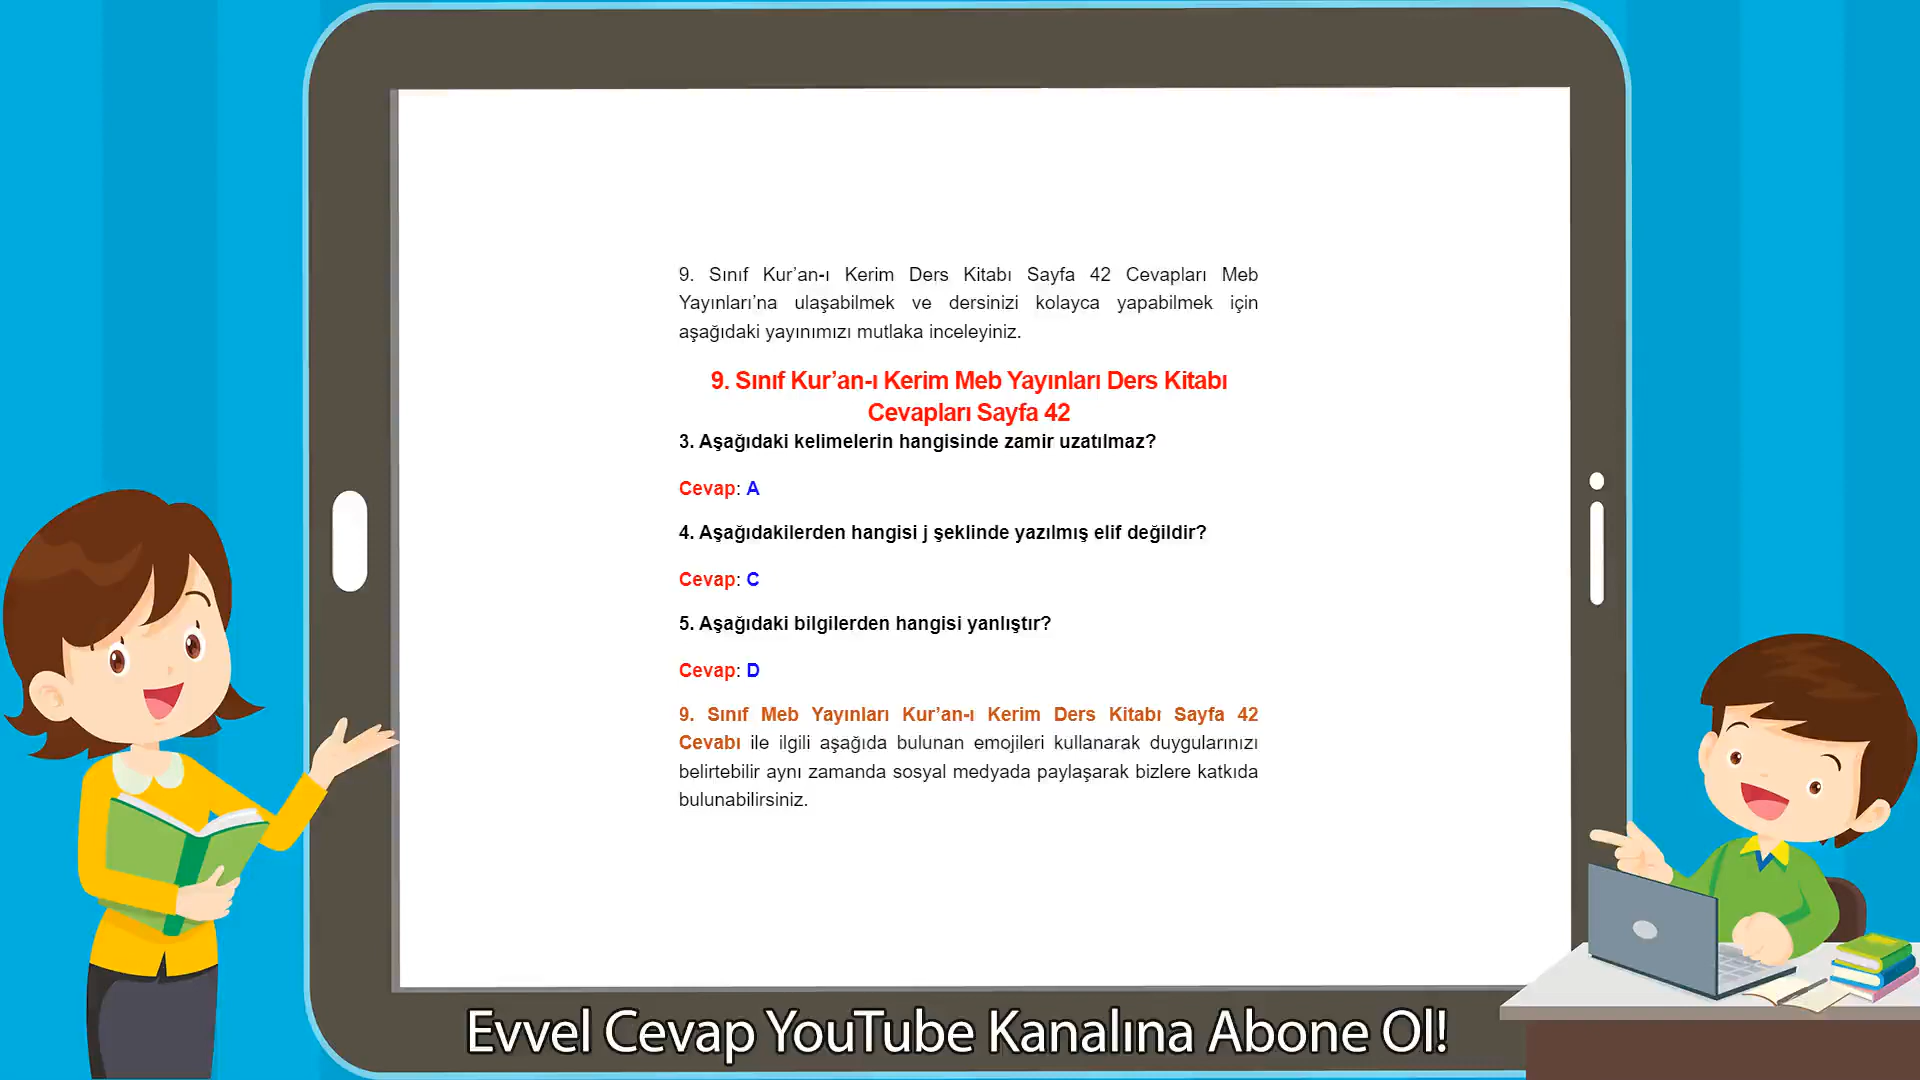 9. Sınıf Kur’an-ı Kerim Ders Kitabı Sayfa 42 Cevapları Meb
Yayınları’na ulaşabilmek ve dersinizi kolayca yapabilmek için
aşağıdaki yayınımızı mutlaka inceleyiniz.
9. Sınıf Kur’an-ı Kerim Meb Yayınları Ders Kitabı
Cevapları Sayfa 42
3. Aşağıdaki kelimelerin hangisinde zamir uzatılmaz?
Cevap: A
4. Aşağıdakilerden hangisi j şeklinde yazılmış elif değildir?
Cevap: C
5. Aşağıdaki bilgilerden hangisi yanlıştır?
Cevap: D
9. Sınıf Meb Yayınları Kur’an-ı Kerim Ders Kitabı Sayfa 42
Cevabı ile ilgili aşağıda bulunan emojileri kullanarak duygularınızı
belirtebilir aynı zamanda sosyal medyada paylaşarak bizlere katkıda
bulunabilirsiniz.
Evvel Cevap YouTube Kanalına Abone Ol!